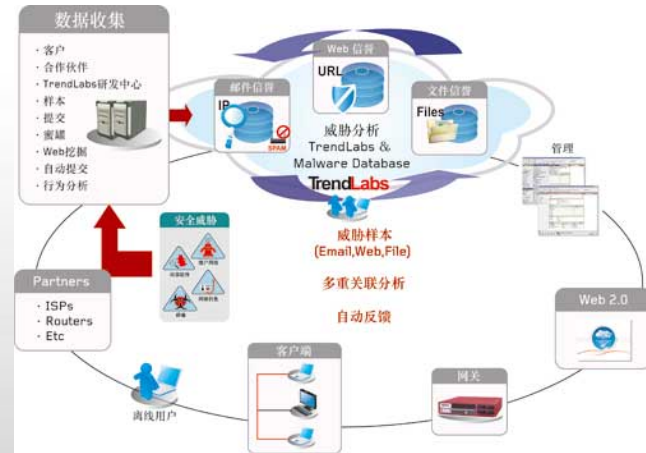 数据收集
· 客户
· 合作伙伴
· TrendLabs研发中心
· 样本
· 提交
· 蜜罐
· Web挖掘
· 自动提交
· 行为分析
邮件信誉
IP
SPAM
Web 信誉
URL
文件信誉
Files
威胁分析
TrendLabs &
Malware Database
TrendLabs
威胁样本
(Email,Web,File)
多重关联分析
自动反馈
管理
安全威胁
Partners
· ISPs
· Routers
· Etc
Web 2.0
离线用户
客户端
网关